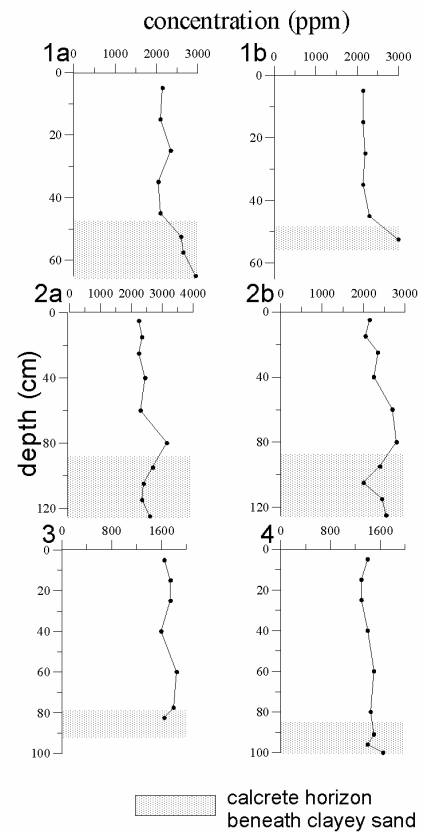 concentration (ppm)
1a 0 1000 2000 3000
1b 0 1000 2000 3000
0
20
40
60
0
20
40
60
2a 0 1000 2000 3000 4000
2b 0 1000 2000 3000
depth (cm)
0
40
80
120
0
40
80
120
3 0 800 1600
4 0 800 1600
0
20
40
60
80
100
0
20
40
60
80
100
calcrete horizon
beneath clayey sand